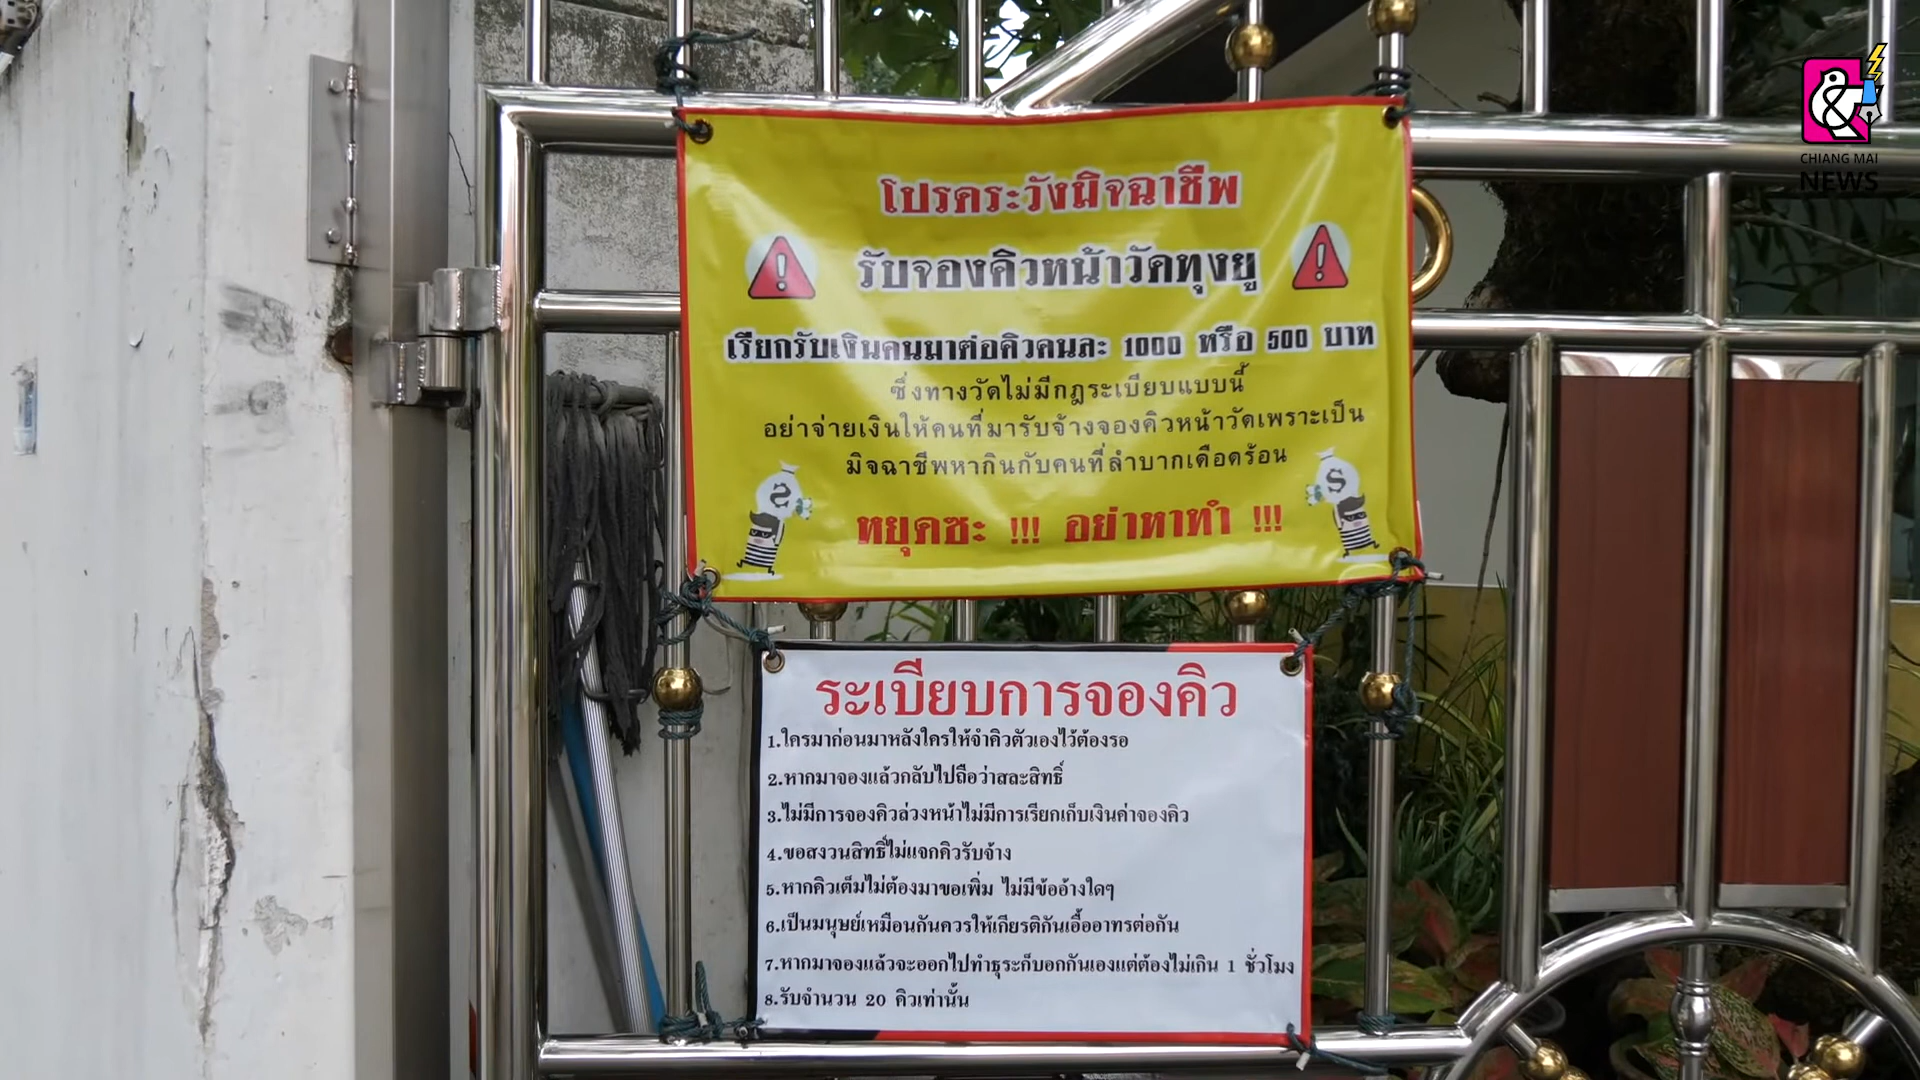 CHIANG MAI
NEWS
โปรดระวังมิจฉาชีพ
รับจองคิวหน้าวัดทุงยู
เรียกรับเงินคนมาต่อคิวคนละ 1000 หรือ 500 บาท
ซึ่งทางวัดไม่มีกฎระเบียบแบบนี้
อย่าจ่ายเงินให้คนที่มารับจ้างจองคิวหน้าวัดเพราะเป็น
มิจฉาชีพหากินกับคนที่ลำบากเดือดร้อน
หยุดซะ !!! อย่าหาทำ !!!
ระเบียบการจองคิว
1.ใครมาก่อนมาหลังใครให้จำคิวตัวเองไว้ต้องรอ
2.หากมาจองแล้วกลับไปถือว่าสละสิทธิ์
3.ไม่มีการจองคิวล่วงหน้าไม่มีการเรียกเก็บเงินค่าจองคิว
4.ขอสงวนสิทธิ์ไม่แจกคิวรับจ้าง
5.หากคิวเต็มไม่ต้องมาขอเพิ่ม ไม่มีข้ออ้างใดๆ
6.เป็นมนุษย์เหมือนกันควรให้เกียรติกันเอื้ออาทรต่อกัน
7.หากมาจองแล้วจะออกไปทำธุระก็บอกกันเองแต่ต้องไม่เกิน 1 ชั่วโมง
8.รับจำนวน 20 คิวเท่านั้น